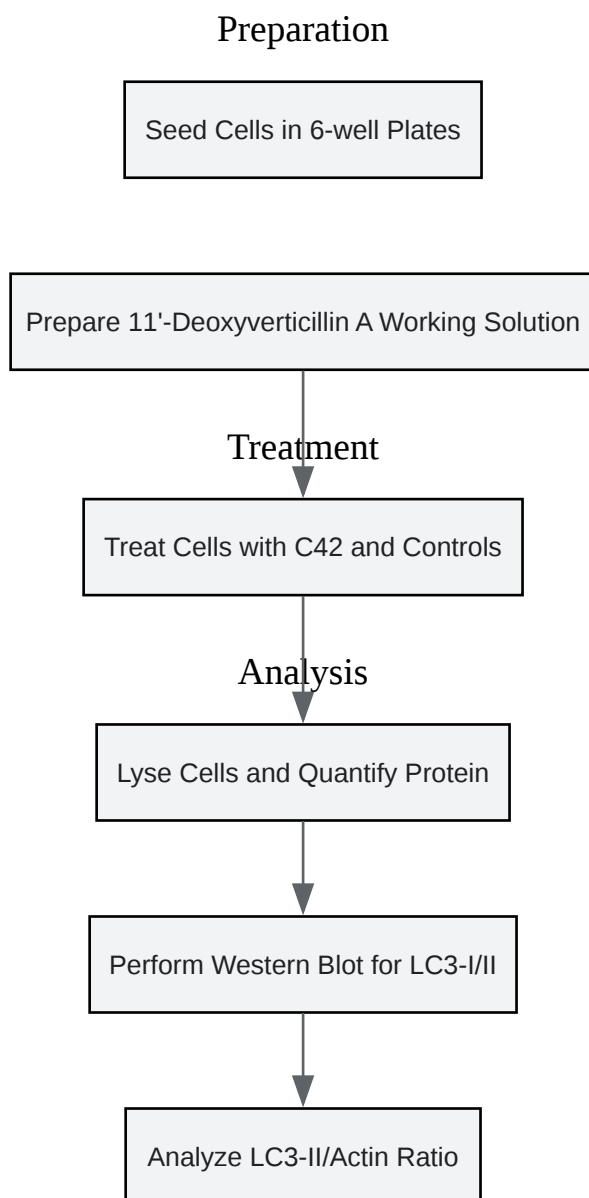 Preparation
Seed Cells in 6-well Plates
Prepare 11'-Deoxyverticillin A Working Solution
Treatment
Treat Cells with C42 and Controls
Analysis
Lyse Cells and Quantify Protein
Perform Western Blot for LC3-I/II
Analyze LC3-II/Actin Ratio